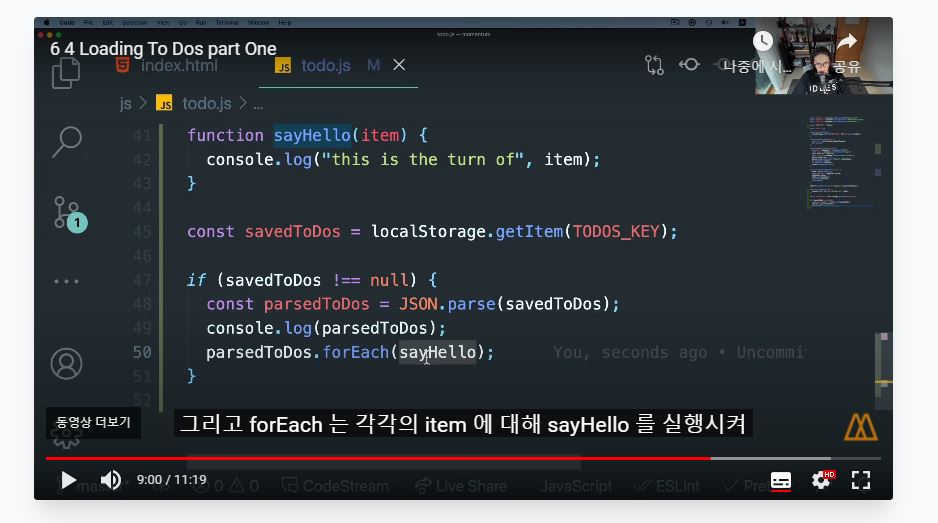 Code File Edit Selection View Go Run Terminal Window Help
todo.js — momentum
6 4 Loading To Dos part One
index.html
JS todo.js M
나중에 시... 공유
js > JS todo.js > ...
41 function sayHello(item) {
42 console.log("this is the turn of", item);
43 }
44
45 const savedToDos = localStorage.getItem(TODOS_KEY);
46
47 if (savedToDos !== null) {
48 const parsedToDos = JSON.parse(savedToDos);
49 console.log(parsedToDos);
50 parsedToDos.forEach(sayHello); You, seconds ago • Uncommi
51 }
52
1
동영상 더보기
그리고 forEach 는 각각의 item 에 대해 sayHello 를 실행시켜
9:00 / 11:19
HD
0 0 CodeStream Live Share JavaScript ESLint